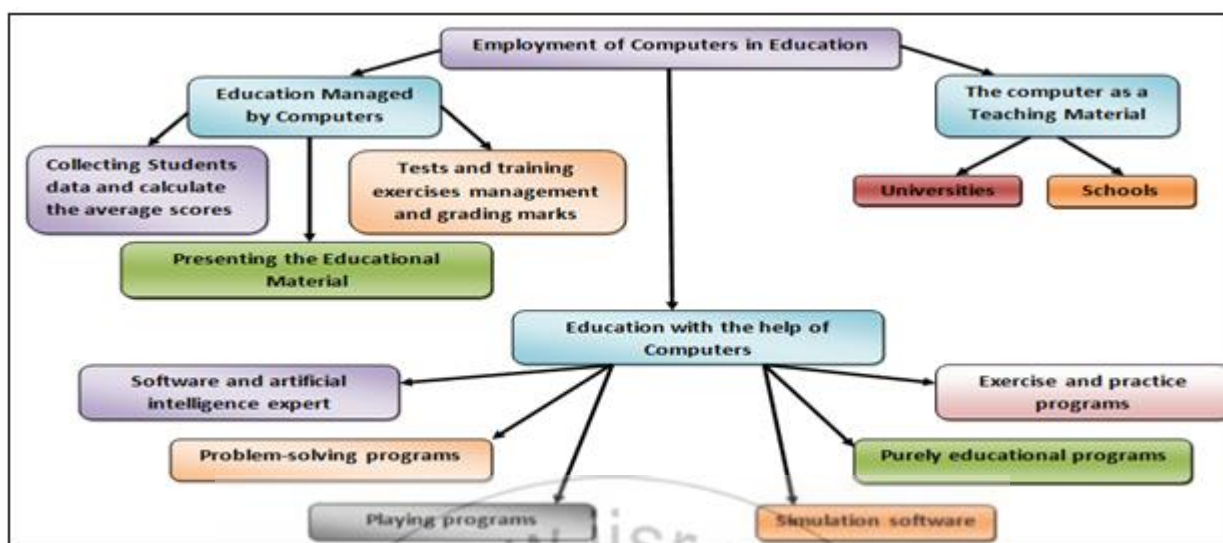 Employment of Computers in Education
Education Managed
by Computers
The computer as a
Teaching Material
Collecting Students
data and calculate
the average scores
Tests and training
exercises management
and grading marks
Universities
Schools
Presenting the Educational
Material
Education with the help of
Computers
Software and artificial
intelligence expert
Exercise and practice
programs
Problem-solving programs
Purely educational programs
Playing programs
Simulation software